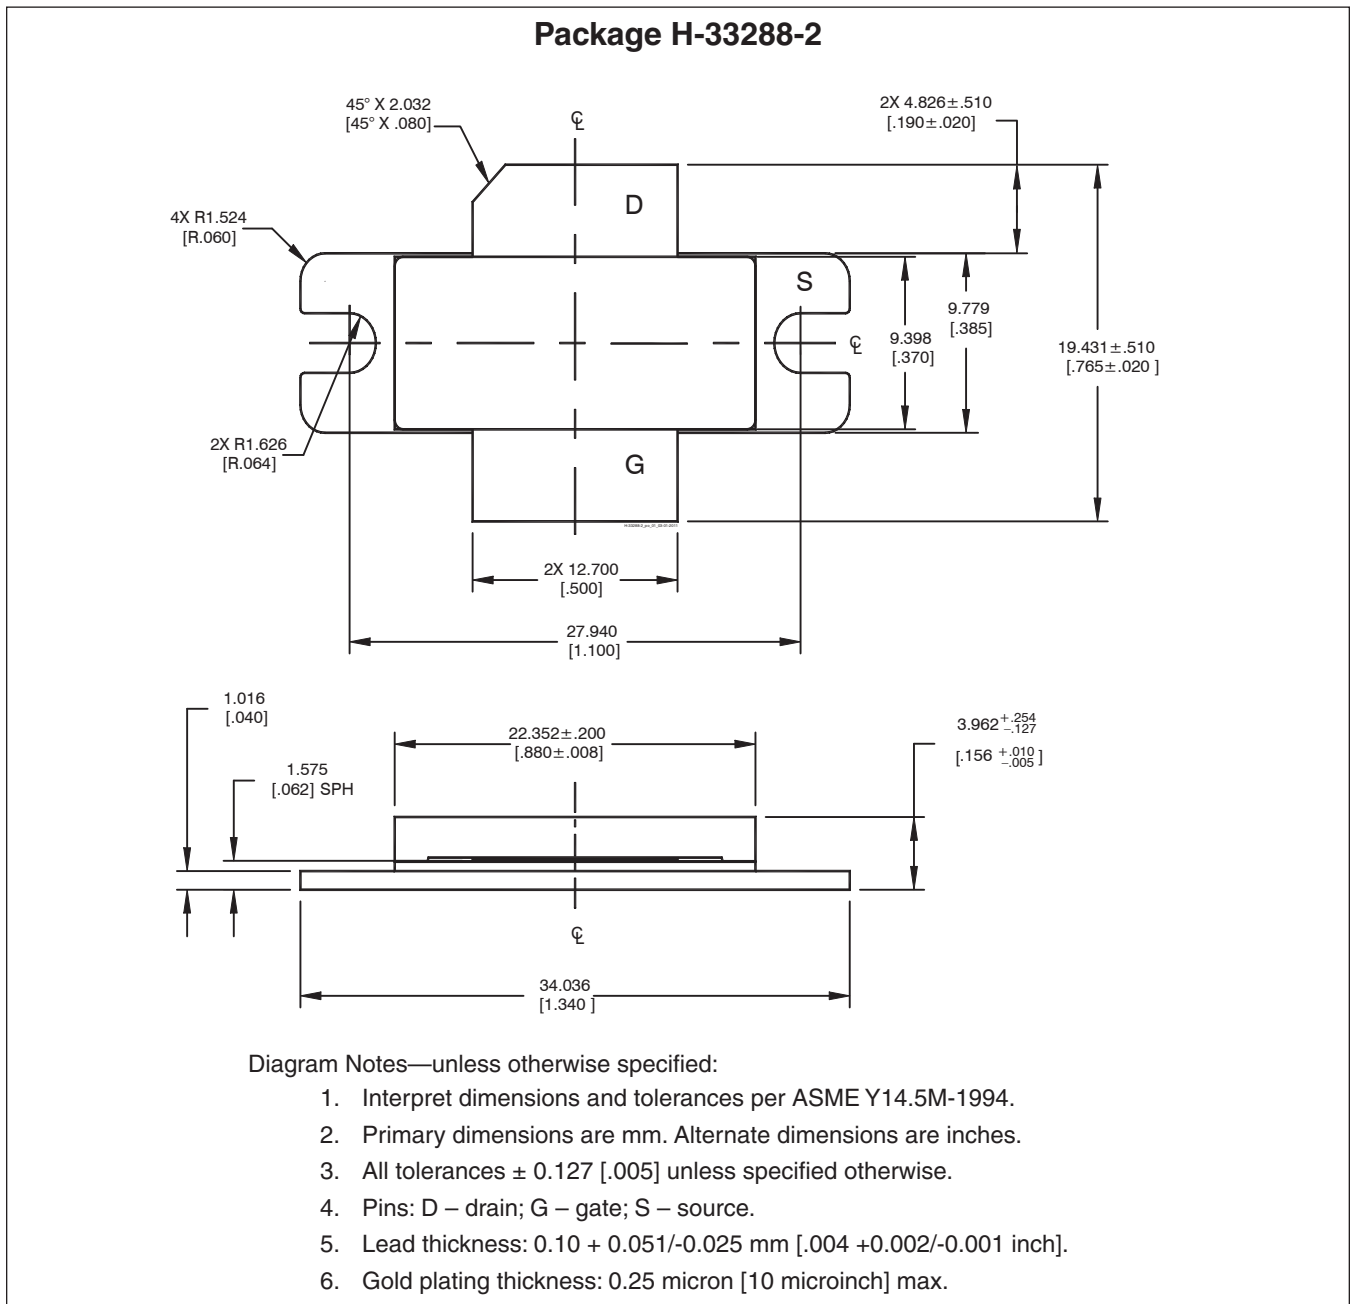 Package H-33288-2
45° X 2.032
[45° X .080]
℄
2X 4.826±.510
[.190±.020]
4X R1.524
[R.060]
D
S
9.779
[.385]
9.398
[.370]
℄
19.431±.510
[.765±.020 ]
2X R1.626
[R.064]
G
2X 12.700
[.500]
27.940
[1.100]
1.016
[.040]
22.352±.200
[.880±.008]
3.962 +.254
–.127
[.156 +.010
–.005 ]
1.575
[.062] SPH
℄
34.036
[1.340 ]
Diagram Notes—unless otherwise specified:
1. Interpret dimensions and tolerances per ASME Y14.5M-1994.
2. Primary dimensions are mm. Alternate dimensions are inches.
3. All tolerances ± 0.127 [.005] unless specified otherwise.
4. Pins: D – drain; G – gate; S – source.
5. Lead thickness: 0.10 + 0.051/-0.025 mm [.004 +0.002/-0.001 inch].
6. Gold plating thickness: 0.25 micron [10 microinch] max.